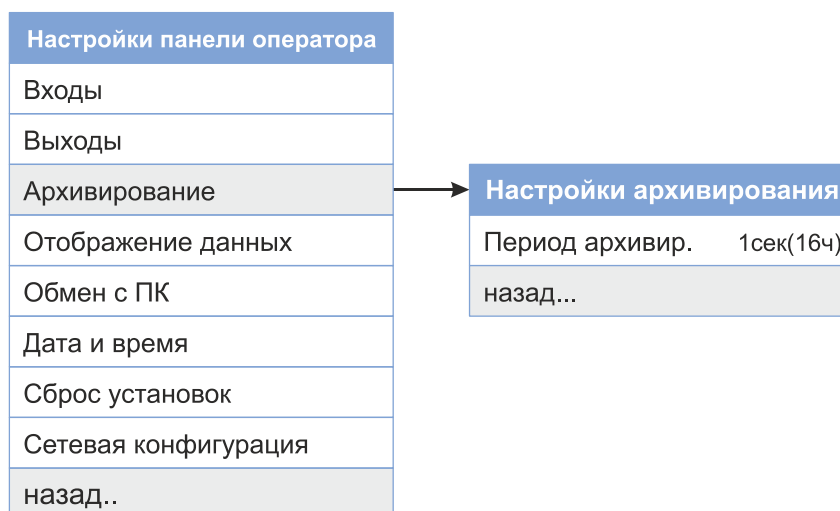 Настройки панели оператора
Входы
Выходы
Архивирование
Отображение данных
Обмен с ПК
Дата и время
Сброс установок
Сетевая конфигурация
назад..
Настройки архивирования
Период архивир. 1сек(16ч)
назад...